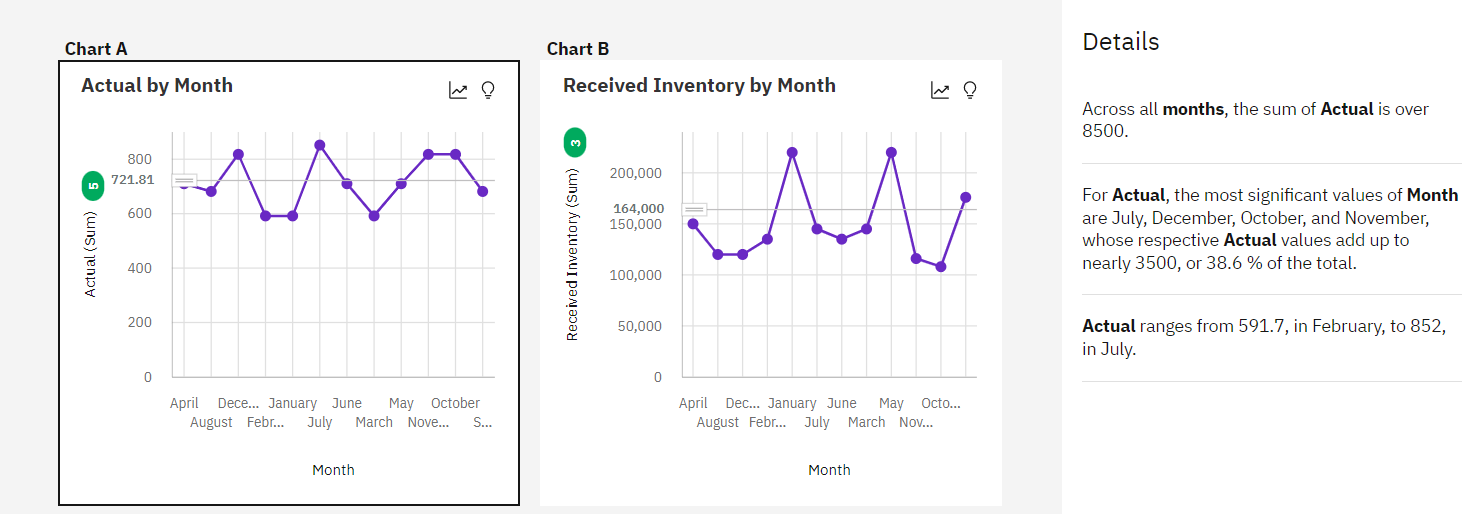 Chart A
Actual by Month
5
Actual (Sum)
800
721.81
600
400
200
0
April Dece... January June May October
August Febr... July March Nove... S...
Month
Chart B
Received Inventory by Month
3
Received Inventory (Sum)
200,000
164,000
150,000
100,000
50,000
0
April Dec... January June May Octo...
August Febr... July March Nov...
Month
Details
Across all months, the sum of Actual is over
8500.
For Actual, the most significant values of Month
are July, December, October, and November,
whose respective Actual values add up to
nearly 3500, or 38.6 % of the total.
Actual ranges from 591.7, in February, to 852,
in July.